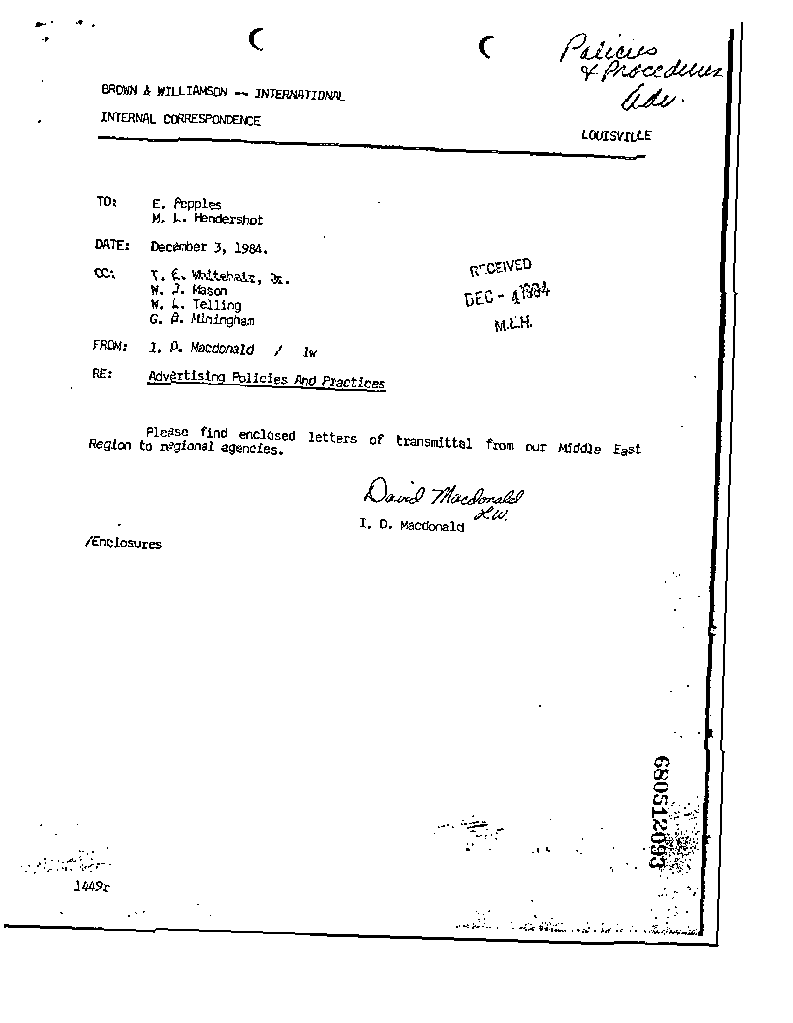 Policies
& Procedures
Adv.
BROWN & WILLIAMSON -- INTERNATIONAL
INTERNAL CORRESPONDENCE
LOUISVILLE
TO: E. Pepples
M. L. Hendershot
DATE: December 3, 1984.
CC: T. E. Whitehair, Jr.
W. J. Mason
W. L. Telling
G. B. Miningham
RECEIVED
DEC - 4 1984
M.L.H.
FROM: I. D. Macdonald / lw
RE: Advertising Policies And Practices
Please find enclosed letters of transmittal from our Middle East
Region to regional agencies.
David Macdonald
L.W.
I. D. Macdonald
/Enclosures
680512093
1449r